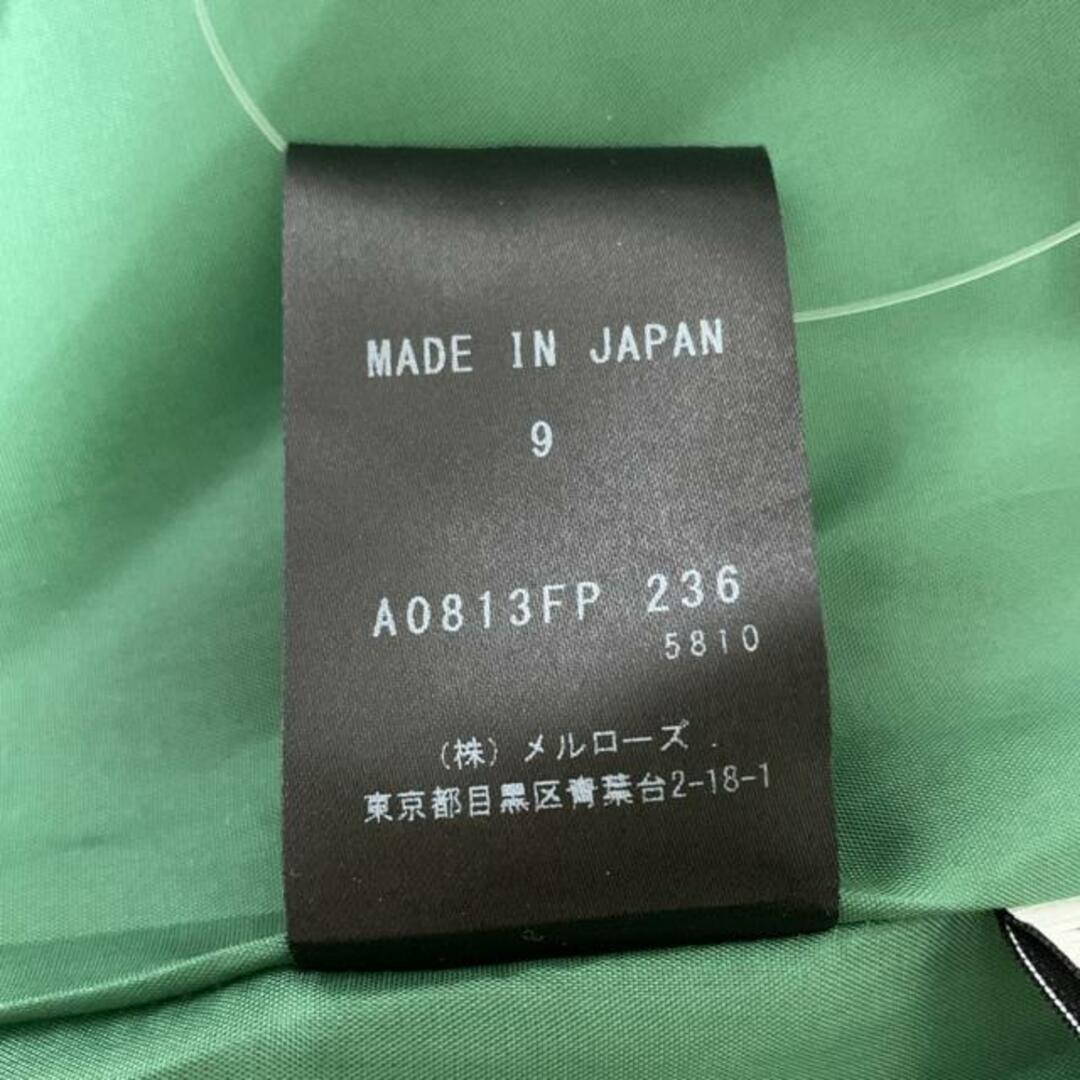 MADE IN JAPAN
9
A0813FP 236
5810
(株) メルローズ
東京都目黒区青葉台2-18-1